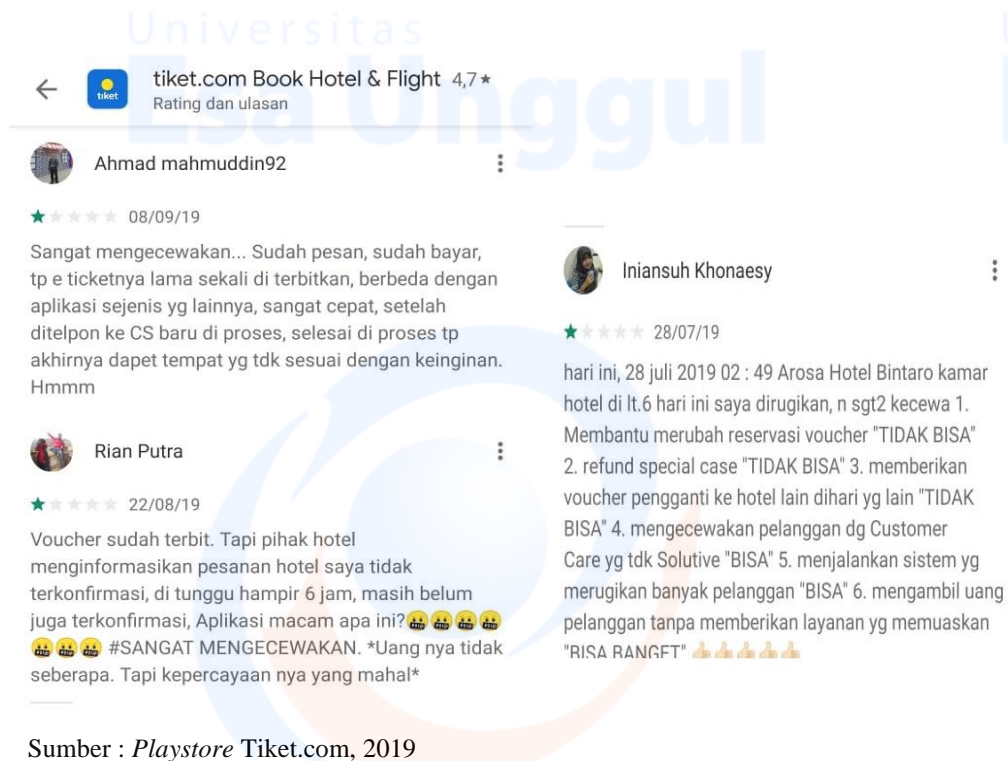 Universitas
Esa Unggul
tiket
tiket.com Book Hotel & Flight 4,7★
Rating dan ulasan
Ahmad mahmuddin92
08/09/19
Sangat mengecewakan... Sudah pesan, sudah bayar,
tp e ticketnya lama sekali di terbitkan, berbeda dengan
aplikasi sejenis yg lainnya, sangat cepat, setelah
ditelpon ke CS baru di proses, selesai di proses tp
akhirnya dapet tempat yg tdk sesuai dengan keinginan.
Hmmm
Rian Putra
22/08/19
Voucher sudah terbit. Tapi pihak hotel
menginformasikan pesanan hotel saya tidak
terkonfirmasi, di tunggu hampir 6 jam, masih belum
juga terkonfirmasi, Aplikasi macam apa ini?🤬🤬🤬🤬
🤬🤬🤬 #SANGAT MENGECEWAKAN. *Uang nya tidak
seberapa. Tapi kepercayaan nya yang mahal*
Iniansuh Khonaesy
28/07/19
hari ini, 28 juli 2019 02 : 49 Arosa Hotel Bintaro kamar
hotel di lt.6 hari ini saya dirugikan, n sgt2 kecewa 1.
Membantu merubah reservasi voucher "TIDAK BISA"
2. refund special case "TIDAK BISA" 3. memberikan
voucher pengganti ke hotel lain dihari yg lain "TIDAK
BISA" 4. mengecewakan pelanggan dg Customer
Care yg tdk Solutive "BISA" 5. menjalankan sistem yg
merugikan banyak pelanggan "BISA" 6. mengambil uang
pelanggan tanpa memberikan layanan yg memuaskan
"BISA BANGET" 👍🏻👍🏻👍🏻👍🏻👍🏻
Sumber : Playstore Tiket.com, 2019